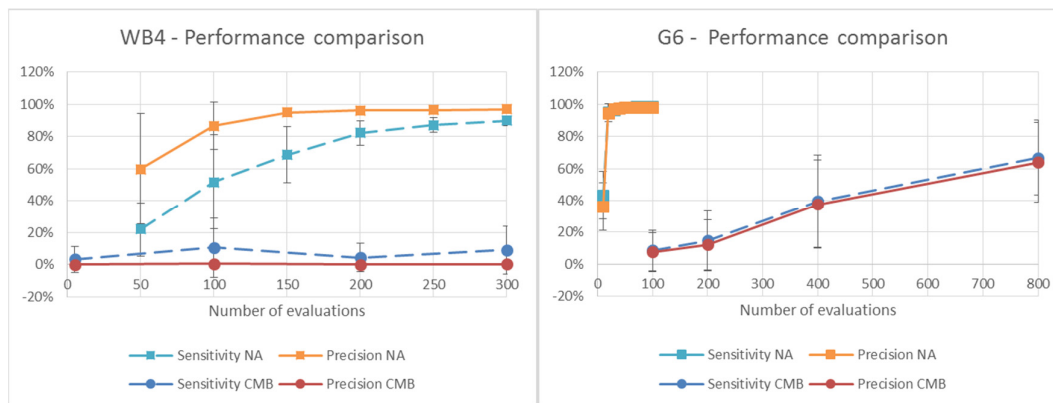 WB4 - Performance comparison
120%
100%
80%
60%
40%
20%
0%
-20%
0 50 100 150 200 250 300
Number of evaluations
Sensitivity NA Precision NA
Sensitivity CMB Precision CMB
G6 - Performance comparison
120%
100%
80%
60%
40%
20%
0%
-20%
0 100 200 300 400 500 600 700 800
Number of evaluations
Sensitivity NA Precision NA
Sensitivity CMB Precision CMB